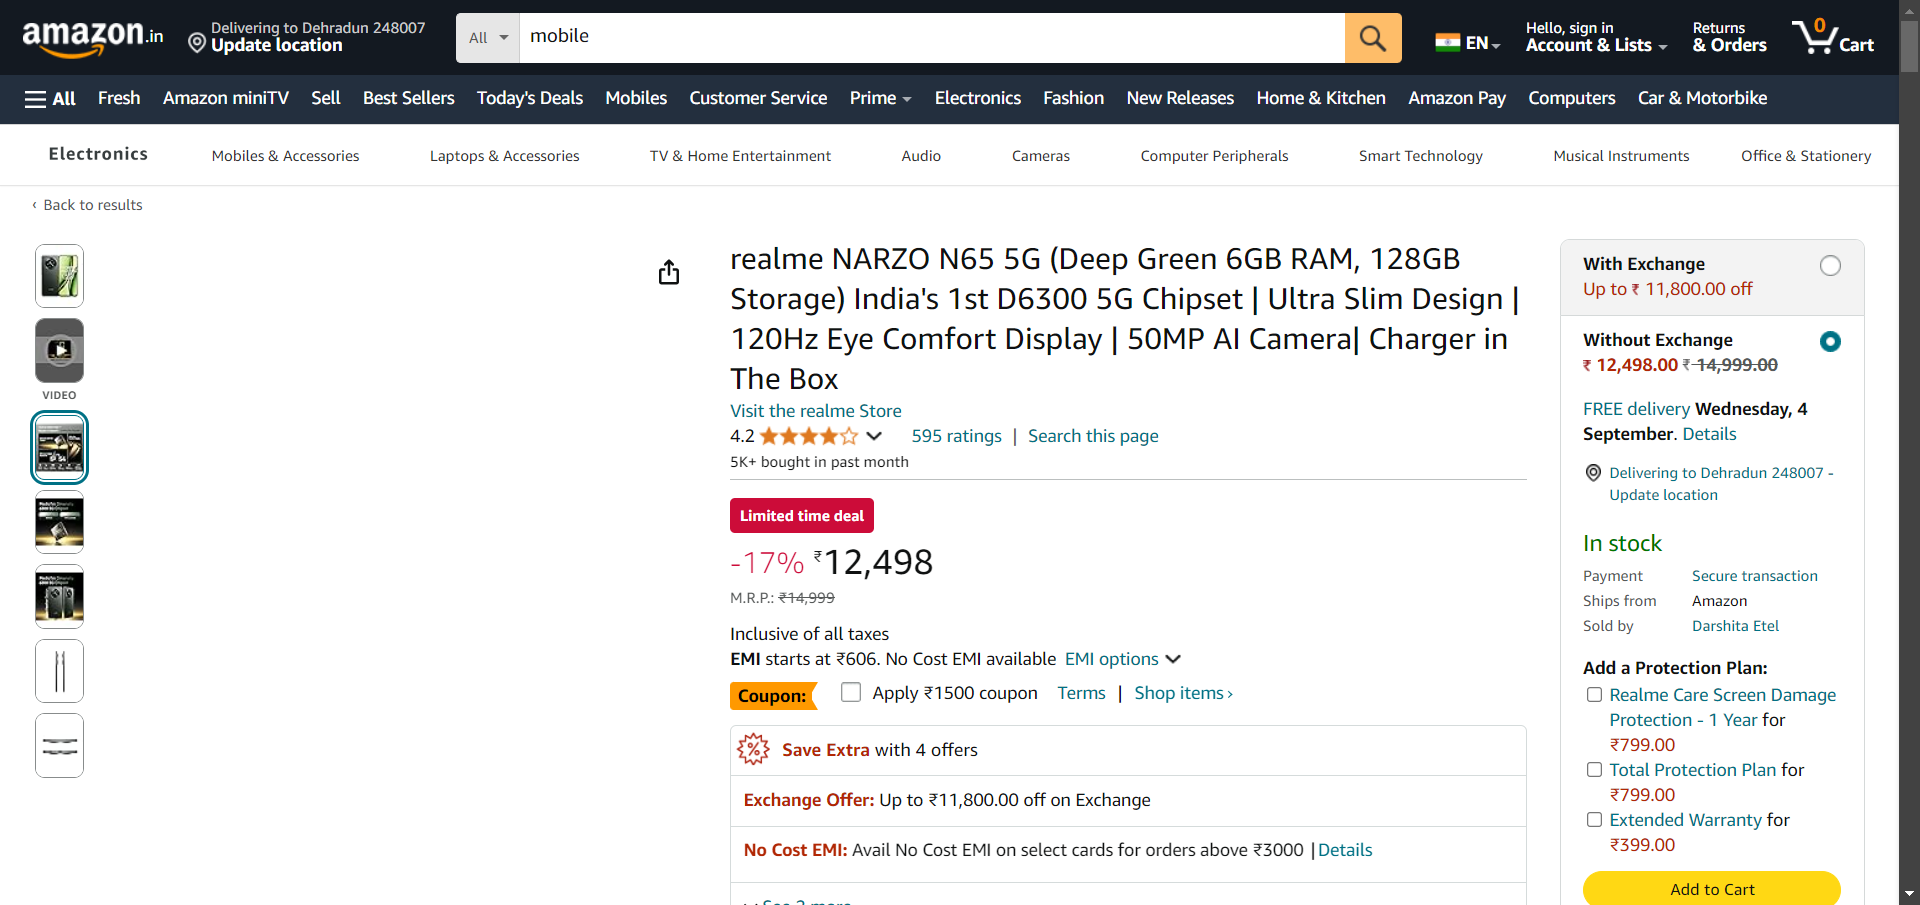 amazon.in
Delivering to Dehradun 248007
Update location
All
mobile
EN
Hello, sign in
Account & Lists
Returns
& Orders
0
Cart
All
Fresh
Amazon miniTV
Sell
Best Sellers
Today's Deals
Mobiles
Customer Service
Prime
Electronics
Fashion
New Releases
Home & Kitchen
Amazon Pay
Computers
Car & Motorbike
Electronics
Mobiles & Accessories
Laptops & Accessories
TV & Home Entertainment
Audio
Cameras
Computer Peripherals
Smart Technology
Musical Instruments
Office & Stationery
‹ Back to results
VIDEO
realme NARZO N65 5G (Deep Green 6GB RAM, 128GB
Storage) India's 1st D6300 5G Chipset | Ultra Slim Design |
120Hz Eye Comfort Display | 50MP AI Camera| Charger in
The Box
Visit the realme Store
4.2
595 ratings | Search this page
5K+ bought in past month
Limited time deal
-17% ₹12,498
M.R.P.: ₹14,999
Inclusive of all taxes
EMI starts at ₹606. No Cost EMI available EMI options
Coupon: Apply ₹1500 coupon Terms | Shop items ›
Save Extra with 4 offers
Exchange Offer: Up to ₹11,800.00 off on Exchange
No Cost EMI: Avail No Cost EMI on select cards for orders above ₹3000 | Details
With Exchange
Up to ₹ 11,800.00 off
Without Exchange
₹ 12,498.00 ₹ 14,999.00
FREE delivery Wednesday, 4
September. Details
Delivering to Dehradun 248007 -
Update location
In stock
Payment Secure transaction
Ships from Amazon
Sold by Darshita Etel
Add a Protection Plan:
Realme Care Screen Damage
Protection - 1 Year for
₹799.00
Total Protection Plan for
₹799.00
Extended Warranty for
₹399.00
Add to Cart